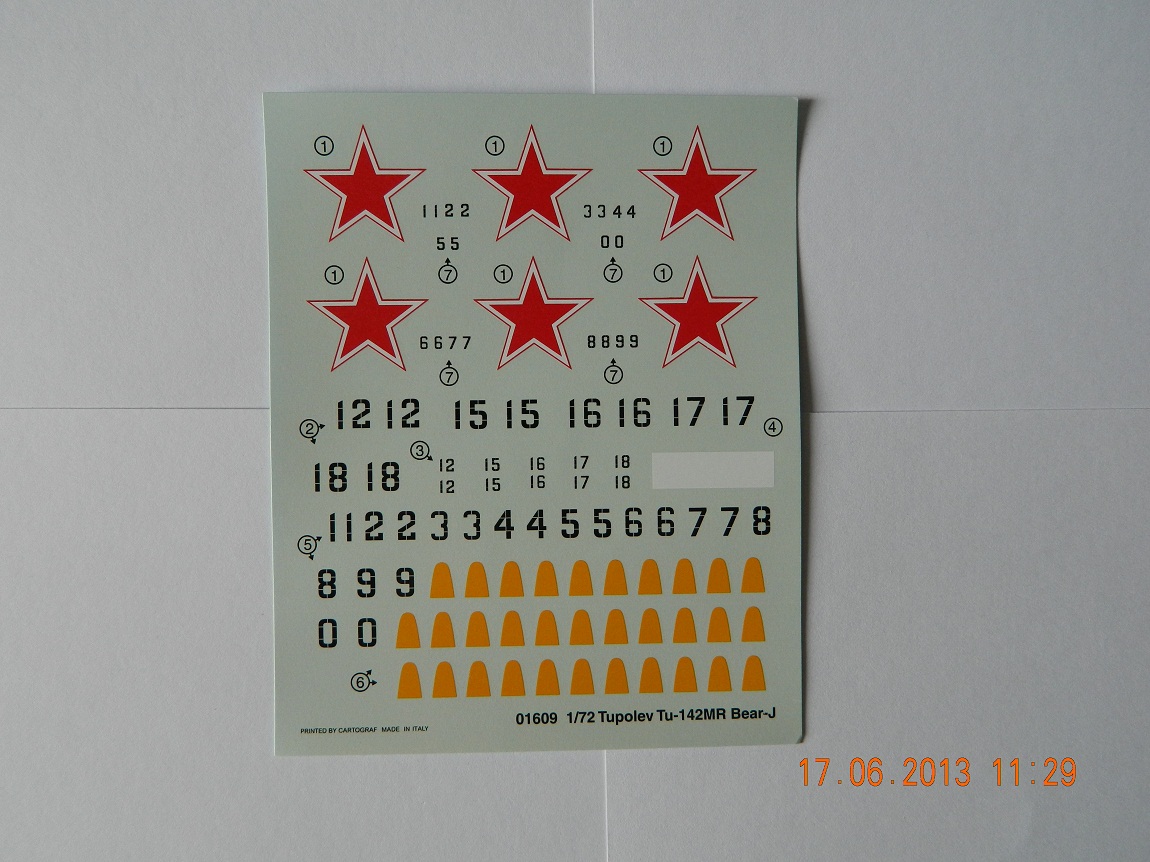 ① ① ①
1122 3344
55 00
⑦ ⑦
① ① ①
6677 8899
⑦ ⑦
② 12 12 15 15 16 16 17 17 ④
18 18 ③ 12 15 16 17 18
12 15 16 17 18
⑤ 1 1 2 2 3 3 4 4 5 5 6 6 7 7 8
8 9 9
0 0
⑥
01609 1/72 Tupolev Tu-142MR Bear-J
PRINTED BY CARTOGRAF MADE IN ITALY
17.06.2013 11:29